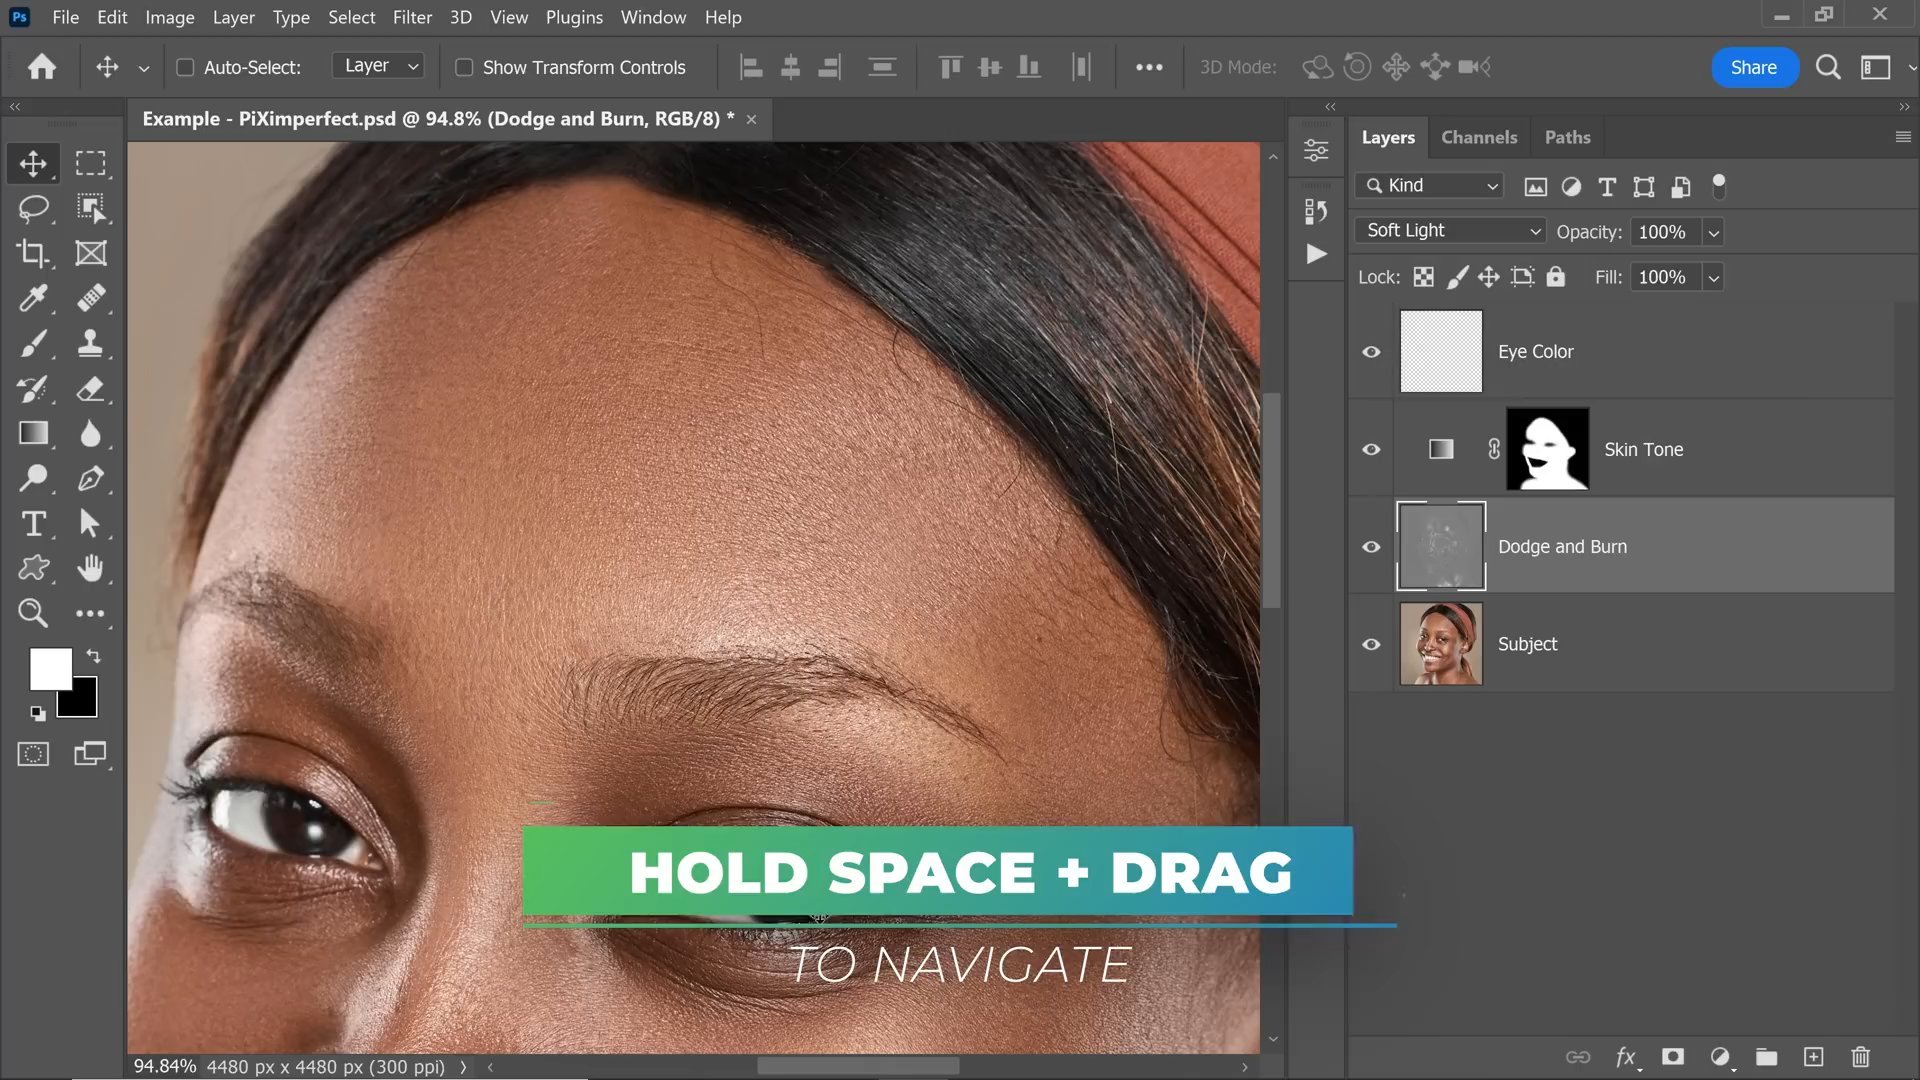 Ps File Edit Image Layer Type Select Filter 3D View Plugins Window Help
Auto-Select: Layer Show Transform Controls 3D Mode: Share
Example - PiXimperfect.psd @ 94.8% (Dodge and Burn, RGB/8) *
Layers Channels Paths
Kind
Soft Light Opacity: 100%
Lock: Fill: 100%
Eye Color
Skin Tone
Dodge and Burn
Subject
HOLD SPACE + DRAG
TO NAVIGATE
94.84% 4480 px x 4480 px (300 ppi)
fx